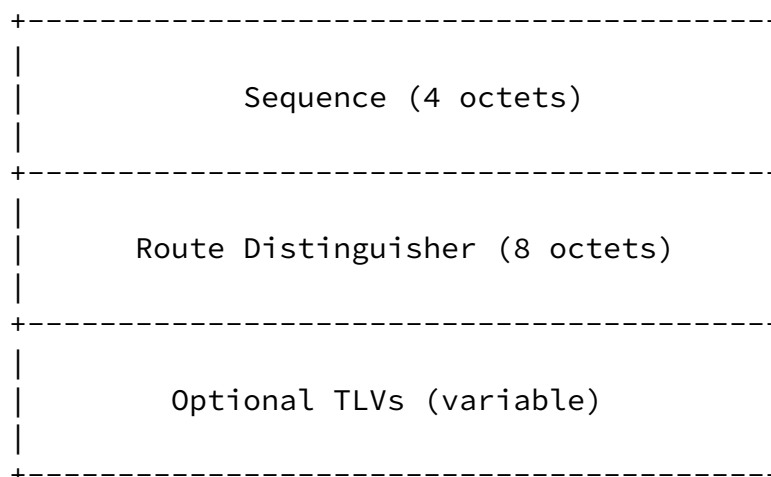 Sequence (4 octets)
Route Distinguisher (8 octets)
Optional TLVs (variable)